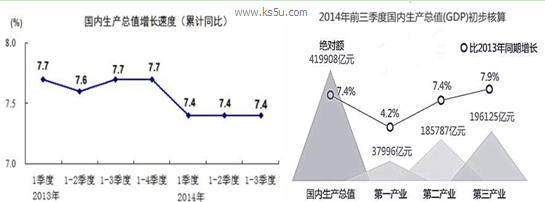 www.ks5u.com
国内生产总值增长速度（累计同比）
(%)
8.0
7.7
7.6
7.7
7.7
7.4
7.4
7.4
7.5
7.0
1季度 1-2季度 1-3季度 1-4季度 1季度 1-2季度 1-3季度
2013年 2014年
2014年前三季度国内生产总值(GDP)初步核算
绝对额
419908亿元
比2013年同期增长
7.4%
4.2%
7.4%
7.9%
37996亿元
185787亿元
196125亿元
国内生产总值 第一产业 第二产业 第三产业